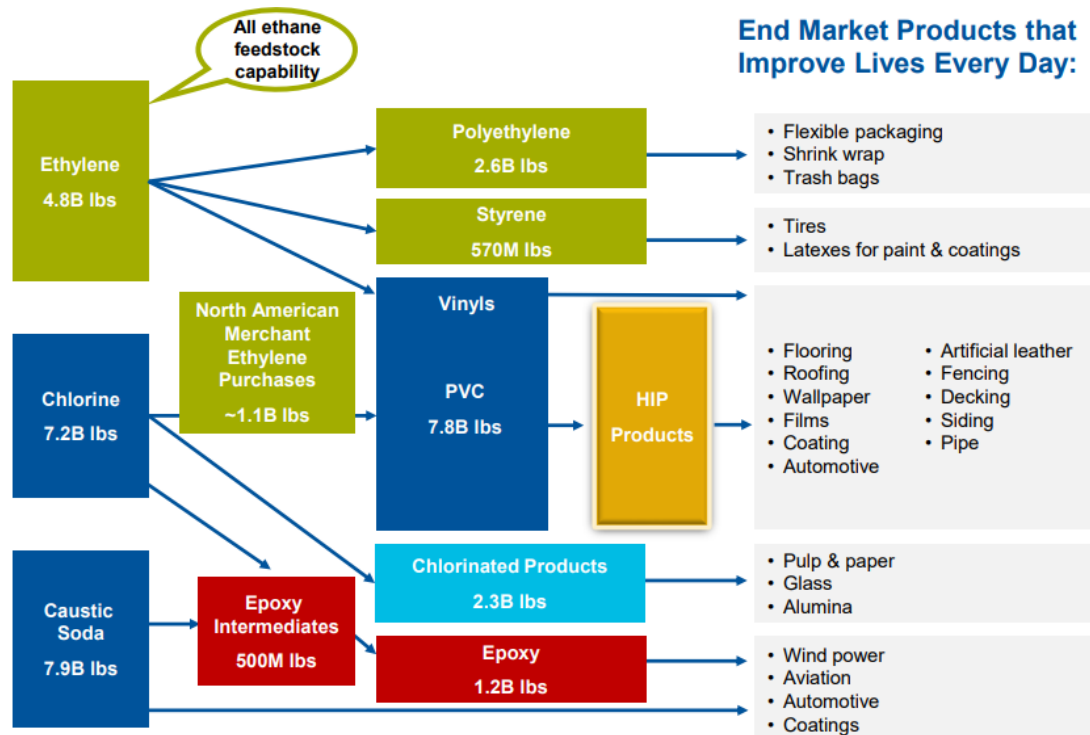 All ethane
feedstock
capability
End Market Products that
Improve Lives Every Day:
Ethylene
4.8B lbs
Polyethylene
2.6B lbs
• Flexible packaging
• Shrink wrap
• Trash bags
Styrene
570M lbs
• Tires
• Latexes for paint & coatings
North American
Merchant
Ethylene
Purchases
~1.1B lbs
Chlorine
7.2B lbs
Vinyls
PVC
7.8B lbs
HIP
Products
• Flooring
• Roofing
• Wallpaper
• Films
• Coating
• Automotive
• Artificial leather
• Fencing
• Decking
• Siding
• Pipe
Chlorinated Products
2.3B lbs
• Pulp & paper
• Glass
• Alumina
Caustic
Soda
7.9B lbs
Epoxy
Intermediates
500M lbs
Epoxy
1.2B lbs
• Wind power
• Aviation
• Automotive
• Coatings